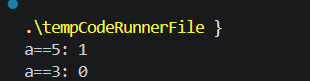 .\tempCodeRunnerFile }
a==5: 1
a==3: 0